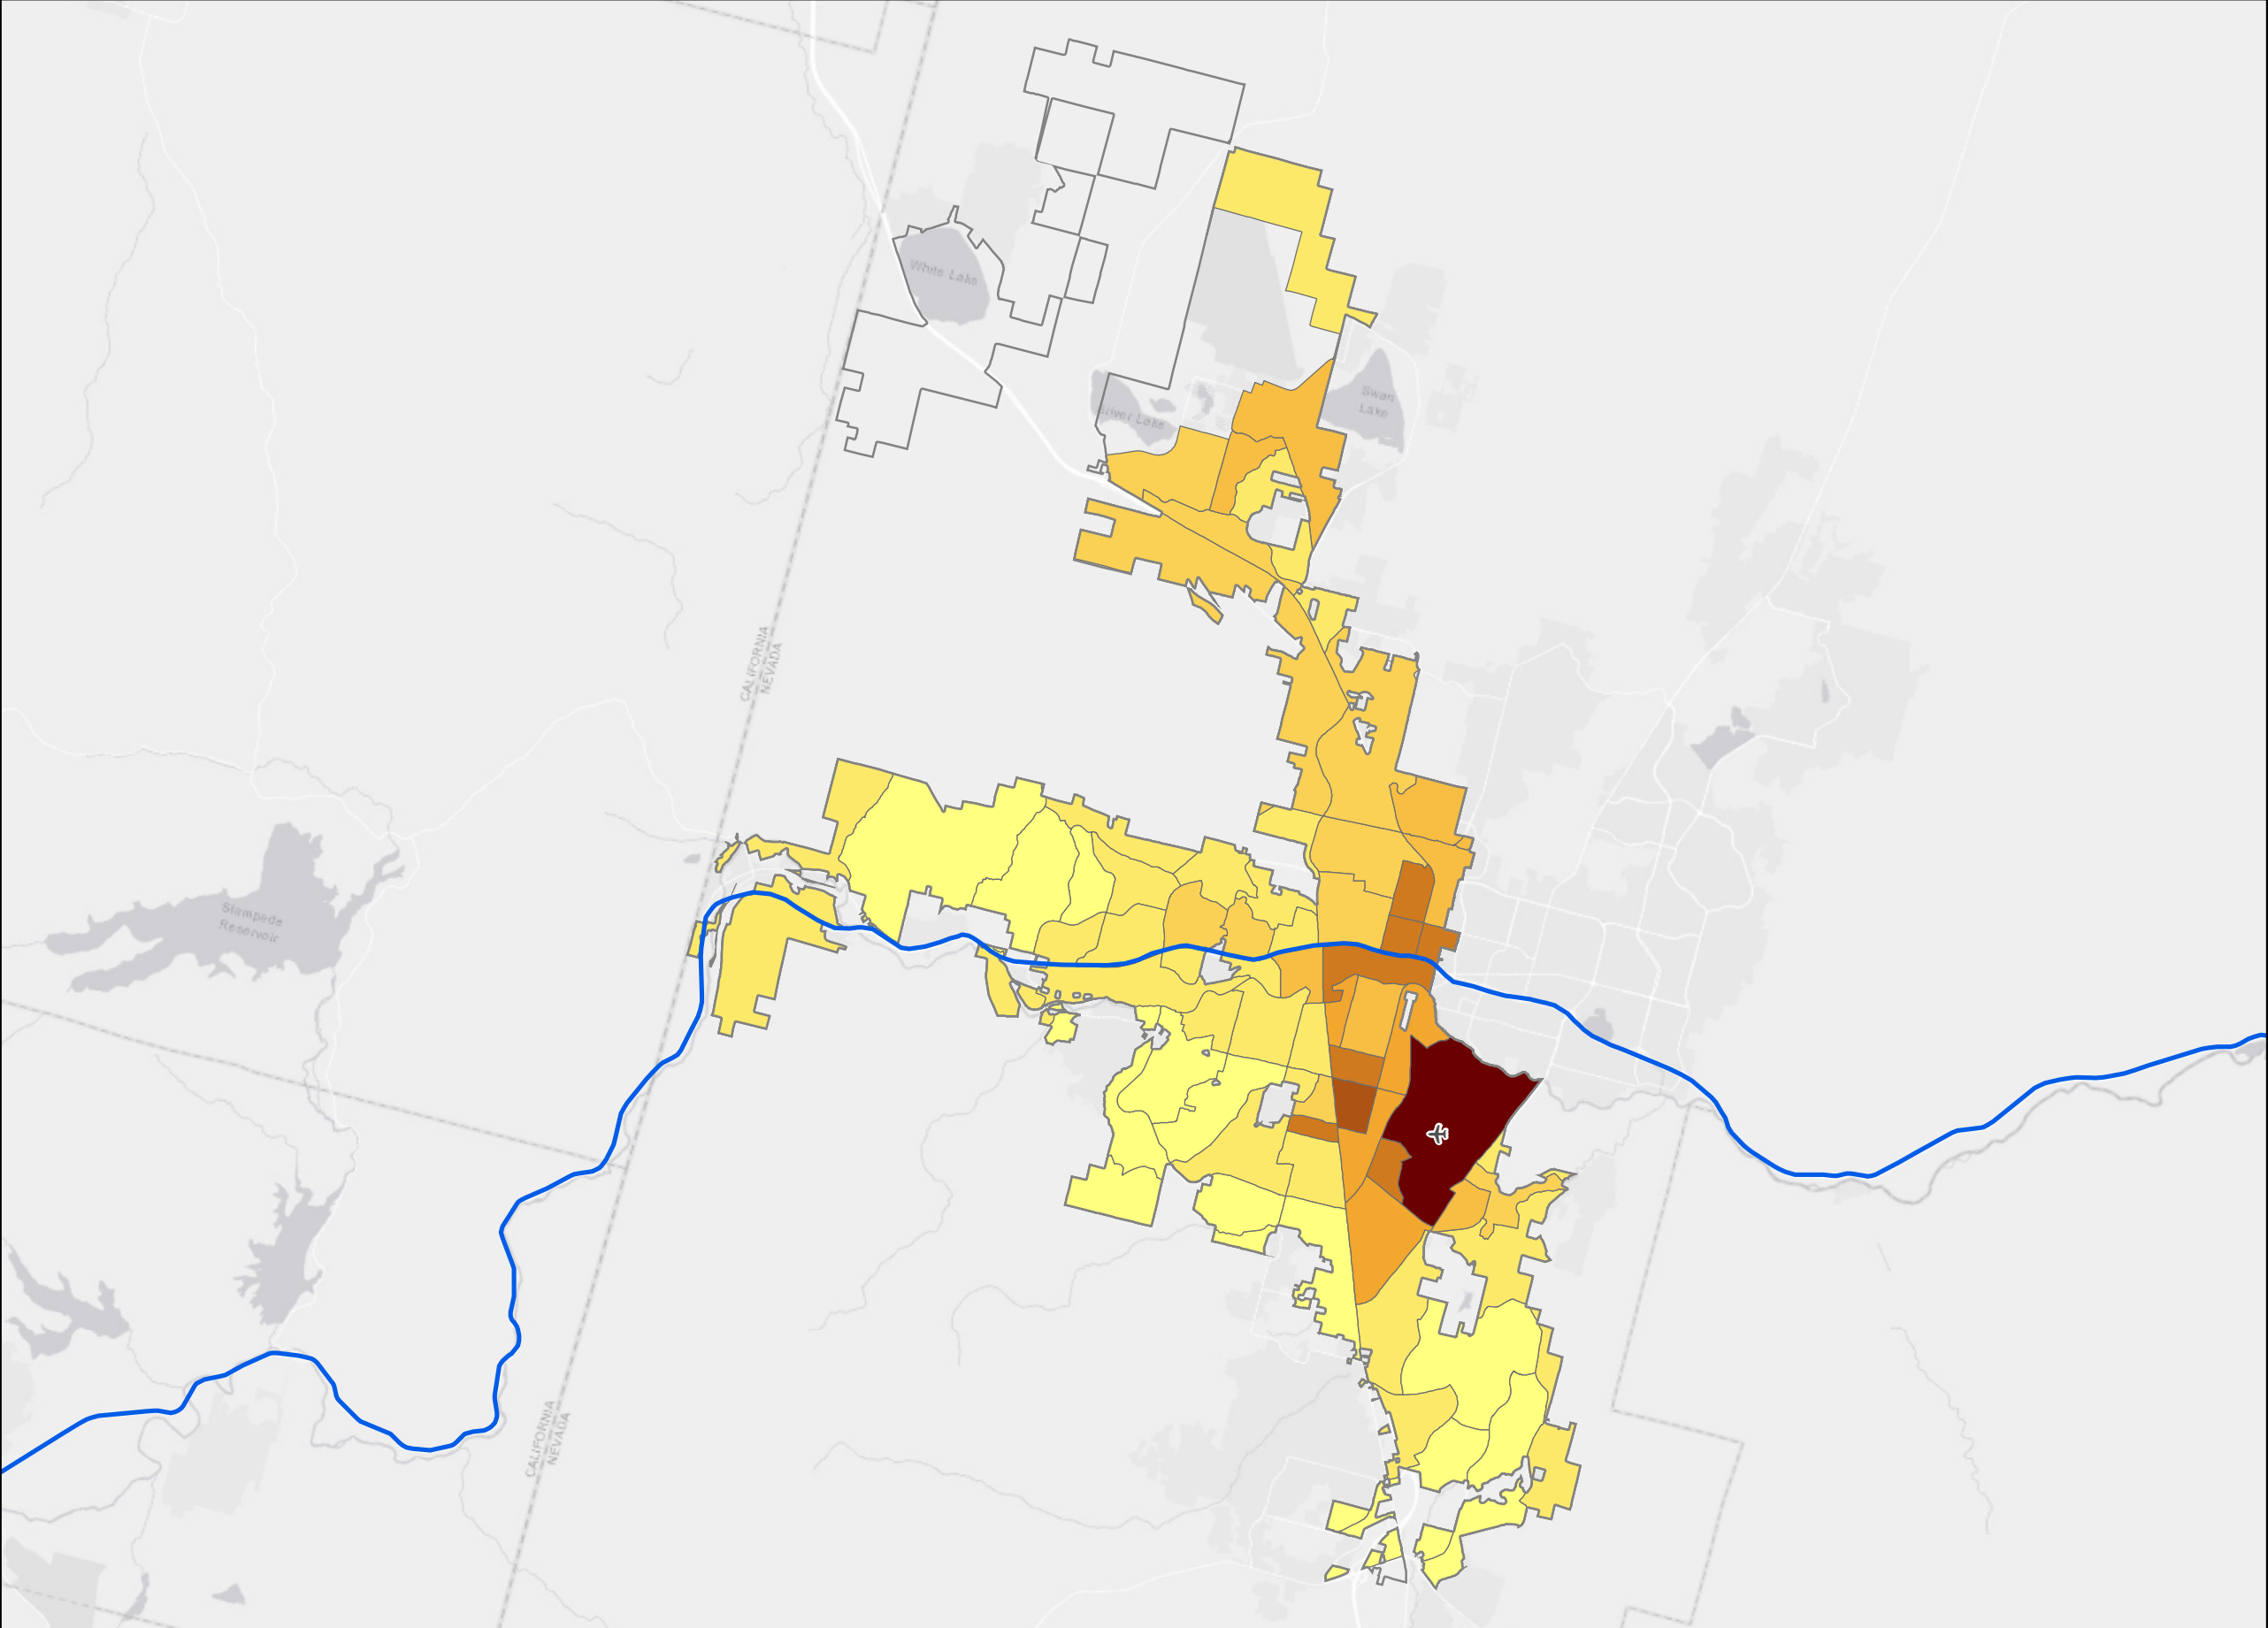 White Lake
Silver Lake
Swan
Lake
CALIFORNIA
NEVADA
Stampede
Reservoir
CALIFORNIA
NEVADA